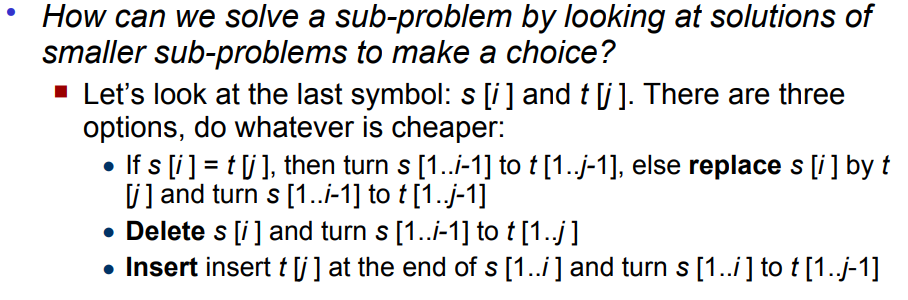 • How can we solve a sub-problem by looking at solutions of
smaller sub-problems to make a choice?
▪ Let's look at the last symbol: s [i ] and t [j ]. There are three
options, do whatever is cheaper:
• If s [i ] = t [j ], then turn s [1..i-1] to t [1..j-1], else replace s [i ] by t
[j ] and turn s [1..i-1] to t [1..j-1]
• Delete s [i ] and turn s [1..i-1] to t [1..j ]
• Insert insert t [j ] at the end of s [1..i ] and turn s [1..i ] to t [1..j-1]